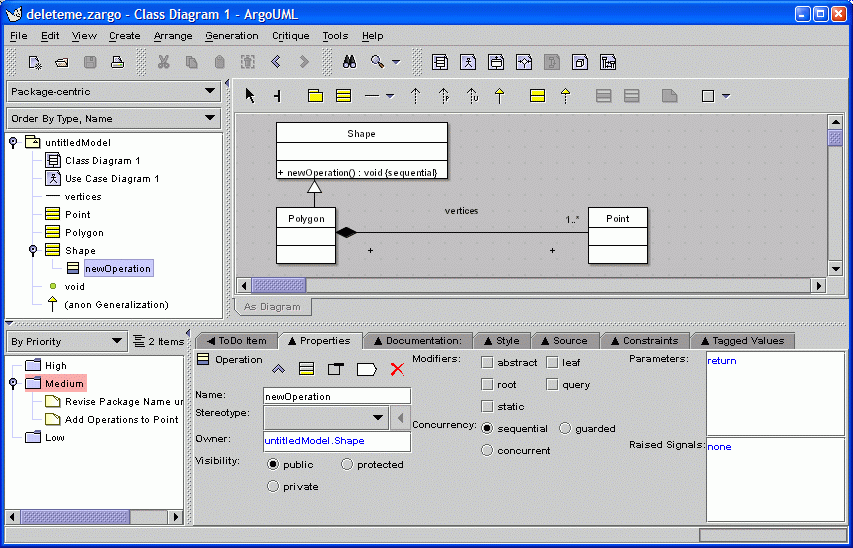 deleteme.zargo - Class Diagram 1 - ArgoUML
File Edit View Create Arrange Generation Critique Tools Help
Package-centric
Order By Type, Name
untitledModel
Class Diagram 1
Use Case Diagram 1
vertices
Point
Polygon
Shape
newOperation
void
(anon Generalization)
Shape
+ newOperation() : void {sequential}
Polygon
vertices
1..*
Point
+ +
As Diagram
By Priority
2 Items
High
Medium
Revise Package Name un
Add Operations to Point
Low
ToDo Item
Properties
Documentation:
Style
Source
Constraints
Tagged Values
Operation
Name:
newOperation
Stereotype:
Owner:
untitledModel.Shape
Visibility:
public
protected
private
Modifiers:
abstract
leaf
root
query
static
Concurrency:
sequential
guarded
concurrent
Parameters:
return
Raised Signals:
none